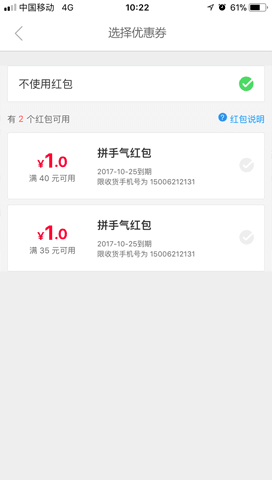 中国移动 4G 10:22 61%
选择优惠券
不使用红包
有 2 个红包可用 ? 红包说明
¥1.0
满 40 元可用
拼手气红包
2017-10-25到期
限收货手机号为 15006212131
¥1.0
满 35 元可用
拼手气红包
2017-10-25到期
限收货手机号为 15006212131